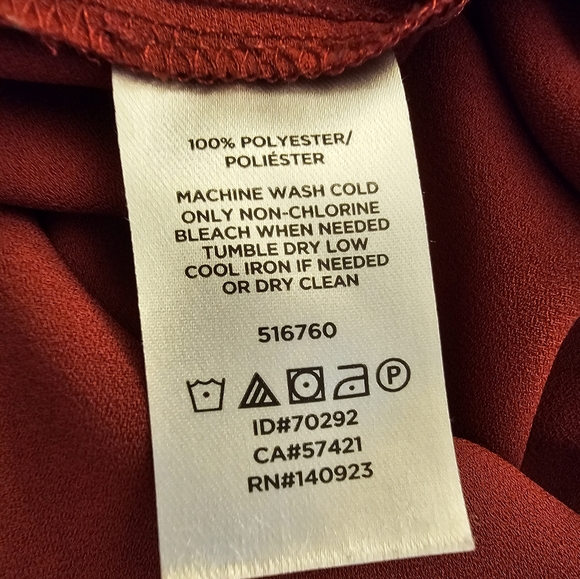 100% POLYESTER/
POLIÉSTER
MACHINE WASH COLD
ONLY NON-CHLORINE
BLEACH WHEN NEEDED
TUMBLE DRY LOW
COOL IRON IF NEEDED
OR DRY CLEAN
516760
P
ID#70292
CA#57421
RN#140923